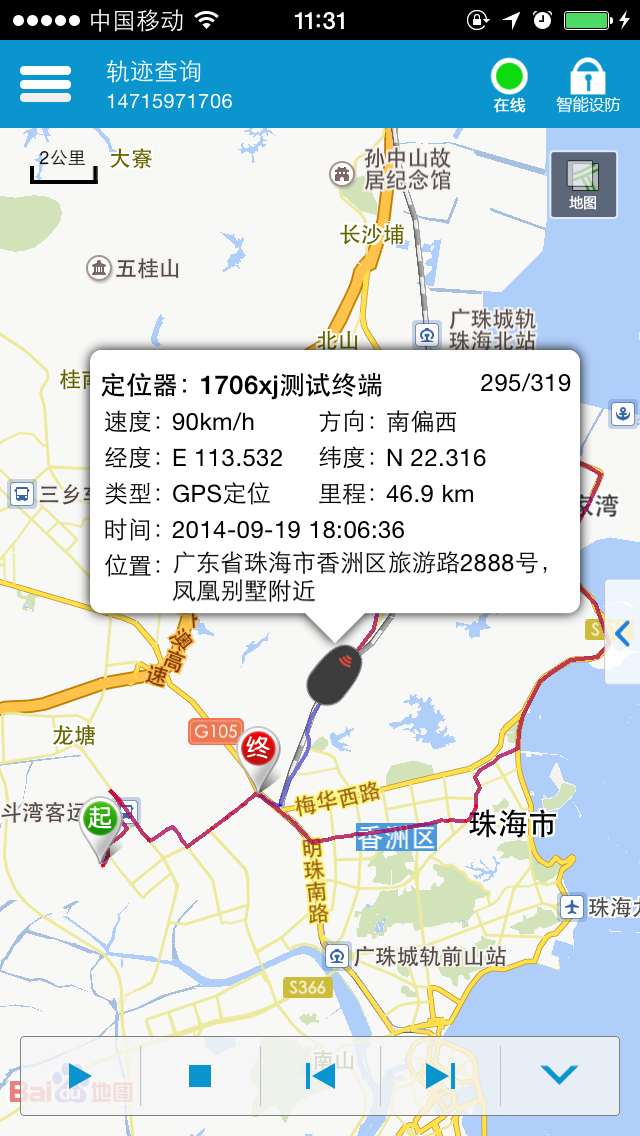 中国移动
11:31
轨迹查询
14715971706
在线
智能设防
2公里
大寮
孙中山故
居纪念馆
地图
长沙埔
五桂山
广珠城轨
珠海北站
北山
桂南
定位器：1706xj测试终端
295/319
速度：90km/h
方向：南偏西
经度：E 113.532
纬度：N 22.316
类型：GPS定位
里程：46.9 km
时间：2014-09-19 18:06:36
位置：广东省珠海市香洲区旅游路2888号，
凤凰别墅附近
三乡
家湾
澳高速
龙塘
G105
终
斗湾客运
起
梅华西路
香洲区
珠海市
明珠南路
珠海
广珠城轨前山站
S366
南山
Bai 地图